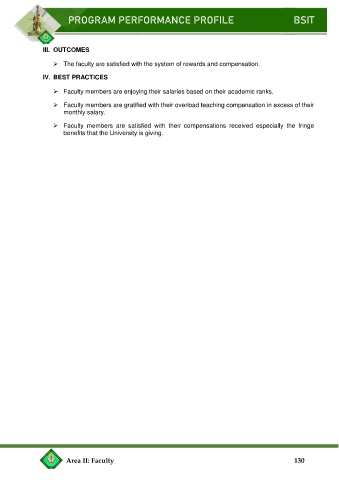 PROGRAM PERFORMANCE PROFILE BSIT
III. OUTCOMES
➢ The faculty are satisfied with the system of rewards and compensation.
IV. BEST PRACTICES
➢ Faculty members are enjoying their salaries based on their academic ranks.
➢ Faculty members are gratified with their overload teaching compensation in excess of their
monthly salary.
➢ Faculty members are satisfied with their compensations received especially the fringe
benefits that the University is giving.
Area II: Faculty 130